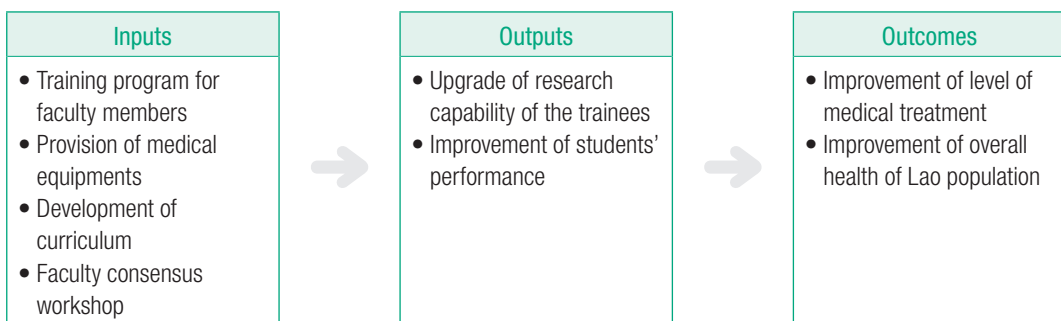 Inputs
• Training program for
faculty members
• Provision of medical
equipments
• Development of
curriculum
• Faculty consensus
workshop
Outputs
• Upgrade of research
capability of the trainees
• Improvement of students’
performance
Outcomes
• Improvement of level of
medical treatment
• Improvement of overall
health of Lao population